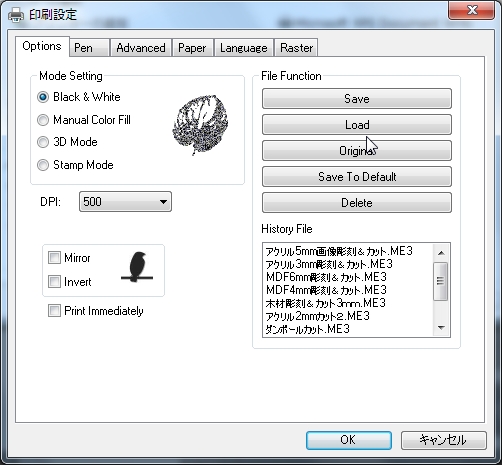 印刷設定
Options
Pen
Advanced
Paper
Language
Raster
Mode Setting
Black & White
Manual Color Fill
3D Mode
Stamp Mode
DPI:
500
Mirror
Invert
Print Immediately
File Function
Save
Load
Original
Save To Default
Delete
History File
アクリル5mm画像彫刻&カット.ME3
アクリル3mm彫刻&カット.ME3
MDF6mm彫刻&カット.ME3
MDF4mm彫刻&カット.ME3
木材彫刻&カット3mm.ME3
アクリル2mmカット2.ME3
ダンボールカット.ME3
OK
キャンセル